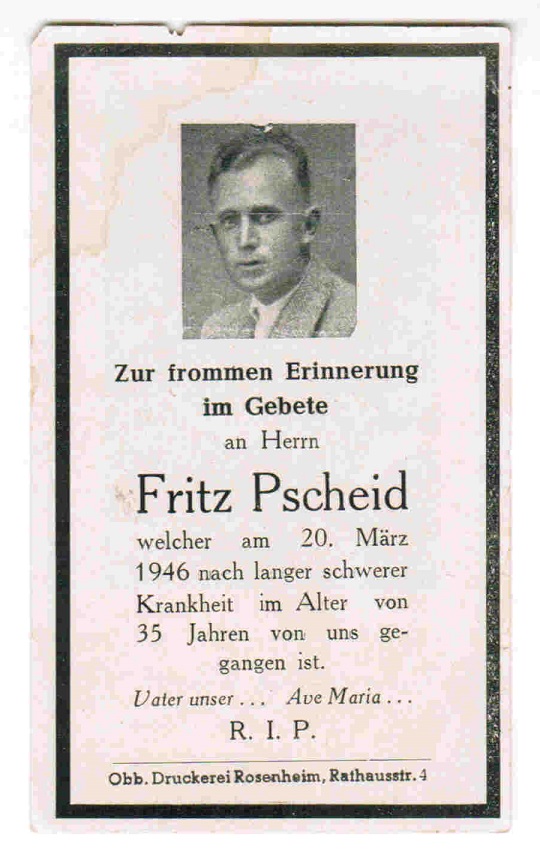 Zur frommen Erinnerung
im Gebete
an Herrn
Fritz Pscheid
welcher am 20. März
1946 nach langer schwerer
Krankheit im Alter von
35 Jahren von uns ge-
gangen ist.
Vater unser ... Ave Maria ...
R. I. P.
Obb. Druckerei Rosenheim, Rathausstr. 4